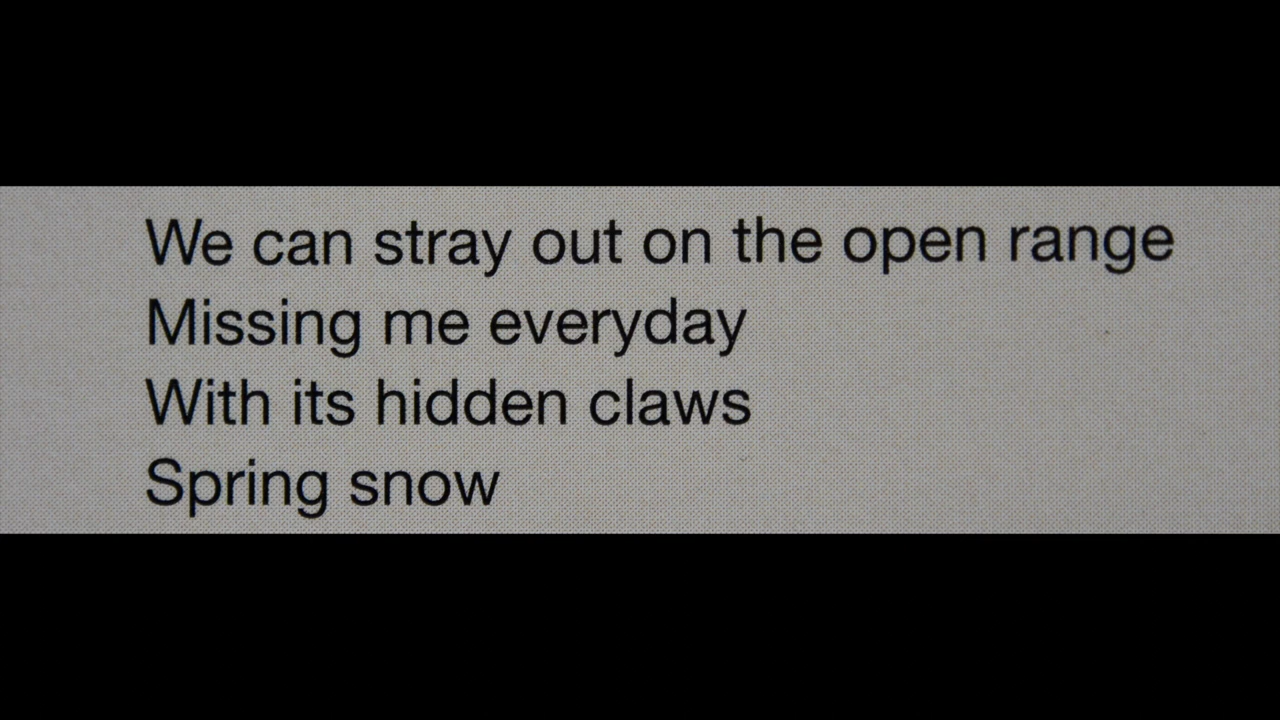 We can stray out on the open range
Missing me everyday
With its hidden claws
Spring snow